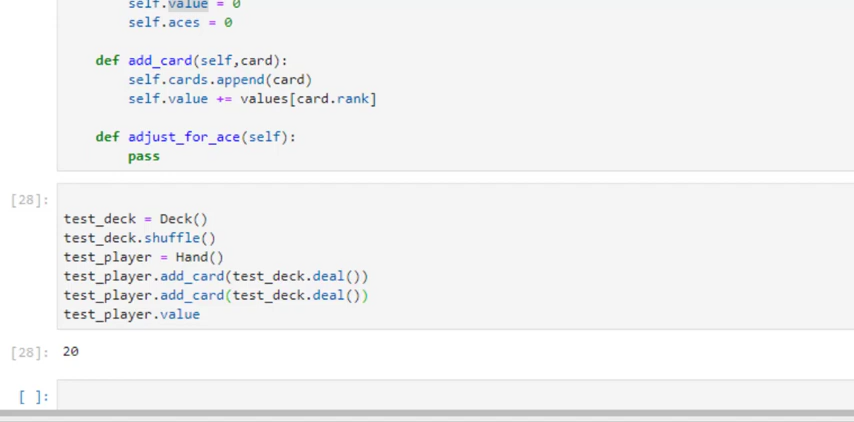 self.value = 0
self.aces = 0
def add_card(self,card):
self.cards.append(card)
self.value += values[card.rank]
def adjust_for_ace(self):
pass
[28]:
test_deck = Deck()
test_deck.shuffle()
test_player = Hand()
test_player.add_card(test_deck.deal())
test_player.add_card(test_deck.deal())
test_player.value
[28]: 20
[ ]: